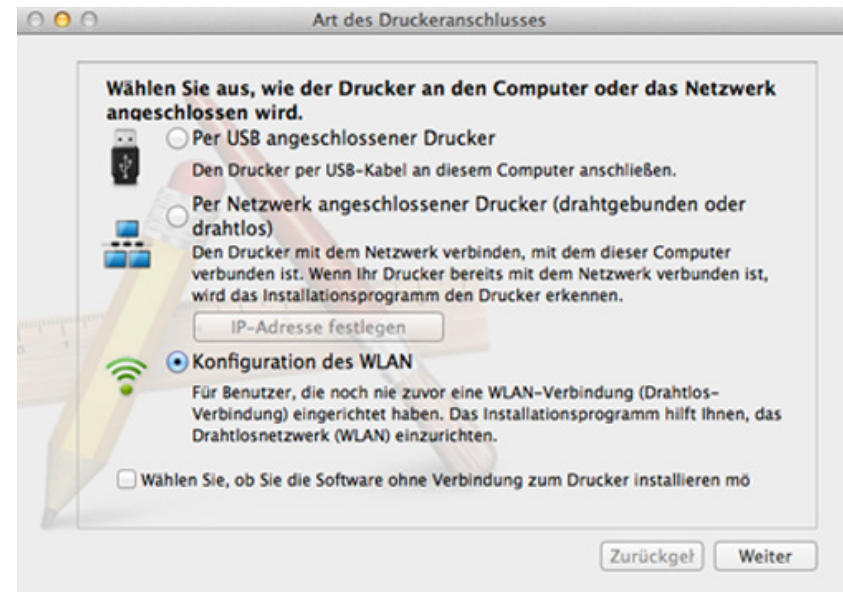 Art des Druckeranschlusses
Wählen Sie aus, wie der Drucker an den Computer oder das Netzwerk
angeschlossen wird.
Per USB angeschlossener Drucker
Den Drucker per USB-Kabel an diesem Computer anschließen.
Per Netzwerk angeschlossener Drucker (drahtgebunden oder
drahtlos)
Den Drucker mit dem Netzwerk verbinden, mit dem dieser Computer
verbunden ist. Wenn Ihr Drucker bereits mit dem Netzwerk verbunden ist,
wird das Installationsprogramm den Drucker erkennen.
IP-Adresse festlegen
Konfiguration des WLAN
Für Benutzer, die noch nie zuvor eine WLAN-Verbindung (Drahtlos-
Verbindung) eingerichtet haben. Das Installationsprogramm hilft Ihnen, das
Drahtlosnetzwerk (WLAN) einzurichten.
Wählen Sie, ob Sie die Software ohne Verbindung zum Drucker installieren mö
Zurückgeh
Weiter